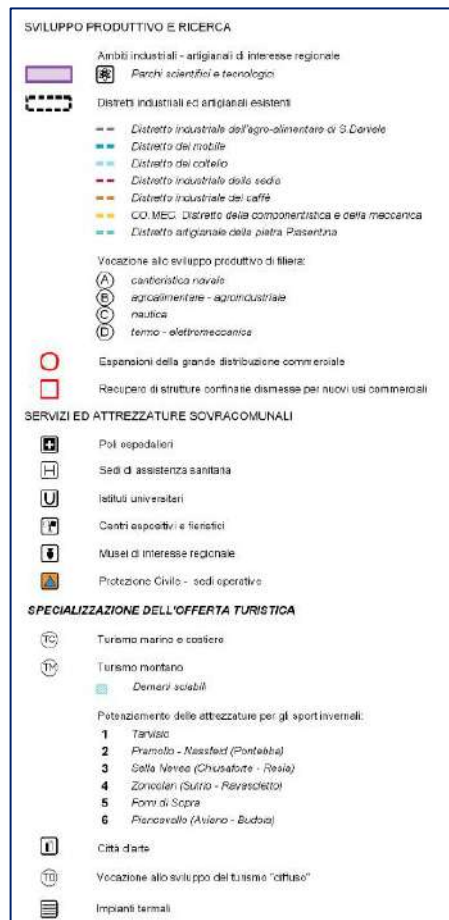 SVILUPPO PRODUTTIVO E RICERCA
Ambiti industriali - artigianali di interesse regionale
Parchi scientifici e tecnologici
Distretti industriali ed artigianali esistenti
Distretto industriale dell'agro-alimentare di S.Daniele
Distretto del mobile
Distretto del coltello
Distretto industriale della sedia
Distretto industriale del caffè
CO.MEC. Distretto della componentistica e della meccanica
Distretto artigianale della pietra Piasentina
Vocazione allo sviluppo produttivo di filiera:
A cantieristica navale
B agroalimentare - agroindustriale
C nautica
D termo - elettromeccanica
Espansioni della grande distribuzione commerciale
Recupero di strutture confinarie dismesse per nuovi usi commerciali
SERVIZI ED ATTREZZATURE SOVRACOMUNALI
Poli ospedalieri
H Sedi di assistenza sanitaria
U Istituti universitari
Centri espositivi e fieristici
Musei di interesse regionale
Protezione Civile - sedi operative
SPECIALIZZAZIONE DELL'OFFERTA TURISTICA
TC Turismo marino e costiero
TM Turismo montano
Demani sciabili
Potenziamento delle attrezzature per gli sport invernali:
1 Tarvisio
2 Pramollo - Nassfeld (Pontebba)
3 Sella Nevea (Chiusaforte - Resia)
4 Zoncolan (Sutrio - Ravascletto)
5 Forni di Sopra
6 Piancavallo (Aviano - Budoia)
Città d'arte
TD Vocazione allo sviluppo del turismo "diffuso"
Impianti termali